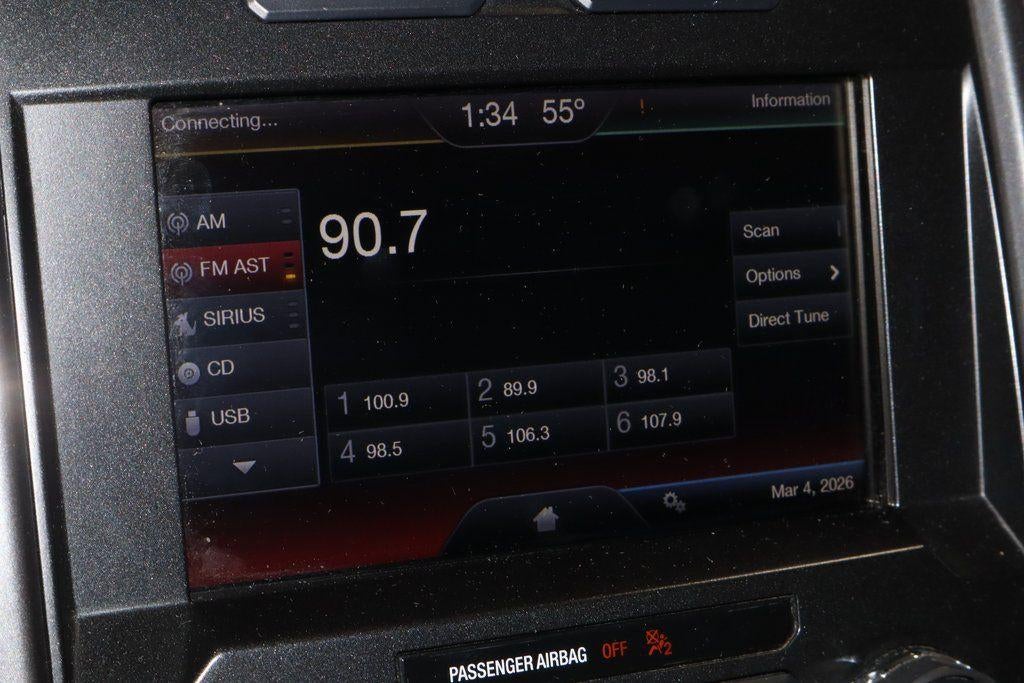 Connecting...
1:34 55°
!
Information
AM
FM AST
SIRIUS
CD
USB
90.7
Scan
Options
Direct Tune
1 100.9
2 89.9
3 98.1
4 98.5
5 106.3
6 107.9
Mar 4, 2026
PASSENGER AIRBAG OFF
2